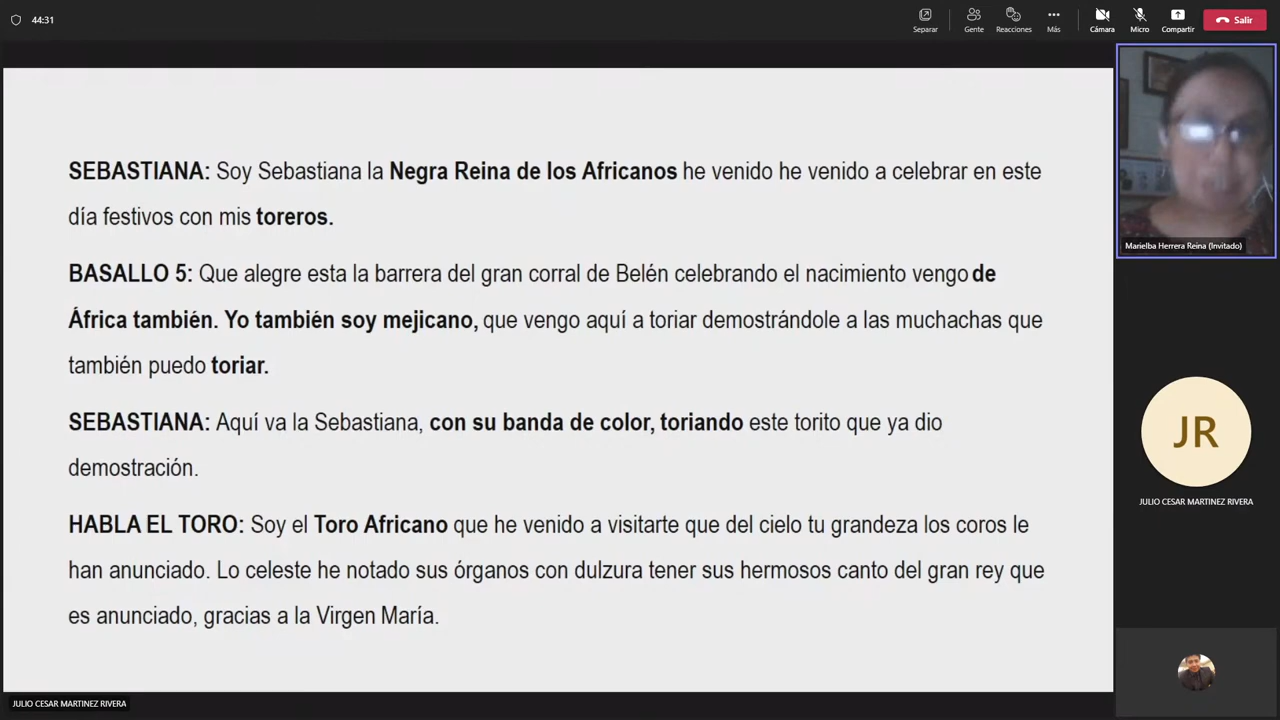 44:31
Separar
Gente
Reacciones
Más
Cámara
Micro
Compartir
Salir
SEBASTIANA: Soy Sebastiana la Negra Reina de los Africanos he venido he venido a celebrar en este
día festivos con mis toreros.
BASALLO 5: Que alegre esta la barrera del gran corral de Belén celebrando el nacimiento vengo de
África también. Yo también soy mejicano, que vengo aquí a toriar demostrándole a las muchachas que
también puedo toriar.
SEBASTIANA: Aquí va la Sebastiana, con su banda de color, toriando este torito que ya dio
demostración.
HABLA EL TORO: Soy el Toro Africano que he venido a visitarte que del cielo tu grandeza los coros le
han anunciado. Lo celeste he notado sus órganos con dulzura tener sus hermosos canto del gran rey que
es anunciado, gracias a la Virgen María.
Marielba Herrera Reina (Invitado)
JR
JULIO CESAR MARTINEZ RIVERA
JULIO CESAR MARTINEZ RIVERA